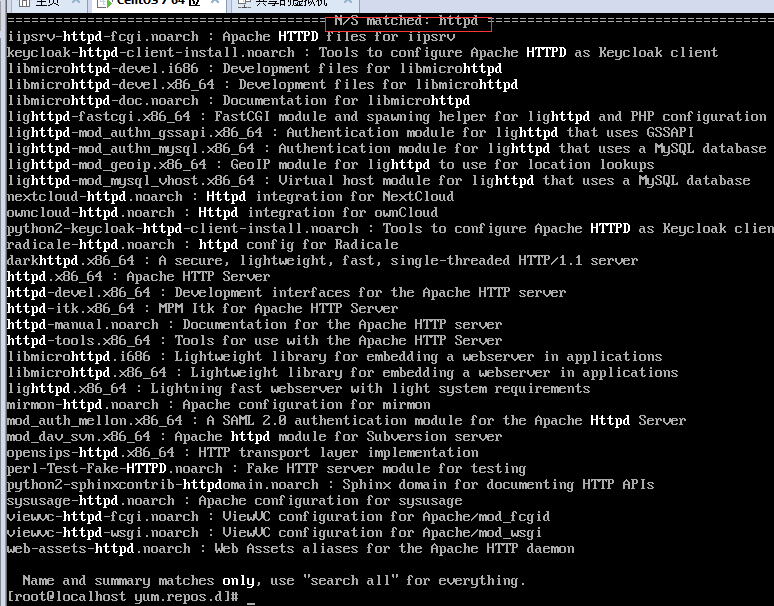 主页 CentOS 7 64 位 共享的虚拟机
============================ N/S matched: httpd ============================
iipsrv-httpd-fcgi.noarch : Apache HTTPD files for iipsrv
keycloak-httpd-client-install.noarch : Tools to configure Apache HTTPD as Keycloak client
libmicrohttpd-devel.i686 : Development files for libmicrohttpd
libmicrohttpd-devel.x86_64 : Development files for libmicrohttpd
libmicrohttpd-doc.noarch : Documentation for libmicrohttpd
lighttpd-fastcgi.x86_64 : FastCGI module and spawning helper for lighttpd and PHP configuration
lighttpd-mod_authn_gssapi.x86_64 : Authentication module for lighttpd that uses GSSAPI
lighttpd-mod_authn_mysql.x86_64 : Authentication module for lighttpd that uses a MySQL database
lighttpd-mod_geoip.x86_64 : GeoIP module for lighttpd to use for location lookups
lighttpd-mod_mysql_vhost.x86_64 : Virtual host module for lighttpd that uses a MySQL database
nextcloud-httpd.noarch : Httpd integration for NextCloud
owncloud-httpd.noarch : Httpd integration for ownCloud
python2-keycloak-httpd-client-install.noarch : Tools to configure Apache HTTPD as Keycloak clien
radicale-httpd.noarch : httpd config for Radicale
darkhttpd.x86_64 : A secure, lightweight, fast, single-threaded HTTP/1.1 server
httpd.x86_64 : Apache HTTP Server
httpd-devel.x86_64 : Development interfaces for the Apache HTTP server
httpd-itk.x86_64 : MPM Itk for Apache HTTP Server
httpd-manual.noarch : Documentation for the Apache HTTP server
httpd-tools.x86_64 : Tools for use with the Apache HTTP Server
libmicrohttpd.i686 : Lightweight library for embedding a webserver in applications
libmicrohttpd.x86_64 : Lightweight library for embedding a webserver in applications
lighttpd.x86_64 : Lightning fast webserver with light system requirements
mirmon-httpd.noarch : Apache configuration for mirmon
mod_auth_mellon.x86_64 : A SAML 2.0 authentication module for the Apache Httpd Server
mod_dav_svn.x86_64 : Apache httpd module for Subversion server
opensips-httpd.x86_64 : HTTP transport layer implementation
perl-Test-Fake-HTTPD.noarch : Fake HTTP server module for testing
python2-sphinxcontrib-httpdomain.noarch : Sphinx domain for documenting HTTP APIs
sysusage-httpd.noarch : Apache configuration for sysusage
viewvc-httpd-fcgi.noarch : ViewVC configuration for Apache/mod_fcgid
viewvc-httpd-wsgi.noarch : ViewVC configuration for Apache/mod_wsgi
web-assets-httpd.noarch : Web Assets aliases for the Apache HTTP daemon
Name and summary matches only, use "search all" for everything.
[root@localhost yum.repos.d]# _